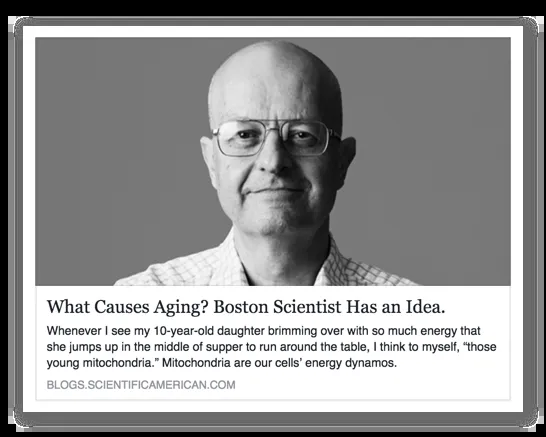 What Causes Aging? Boston Scientist Has an Idea.
Whenever I see my 10-year-old daughter brimming over with so much energy that
she jumps up in the middle of supper to run around the table, I think to myself, “those
young mitochondria.” Mitochondria are our cells’ energy dynamos.
BLOGS.SCIENTIFICAMERICAN.COM